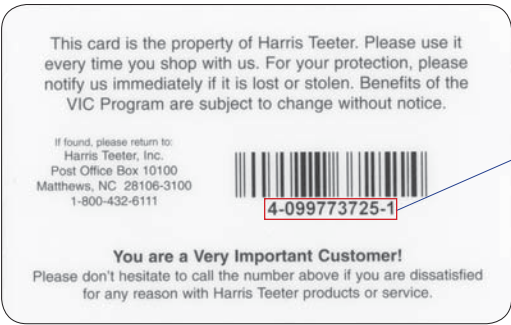 This card is the property of Harris Teeter. Please use it
every time you shop with us. For your protection, please
notify us immediately if it is lost or stolen. Benefits of the
VIC Program are subject to change without notice.
If found, please return to:
Harris Teeter, Inc.
Post Office Box 10100
Matthews, NC 28106-3100
1-800-432-6111
4-099773725-1
You are a Very Important Customer!
Please don't hesitate to call the number above if you are dissatisfied
for any reason with Harris Teeter products or service.